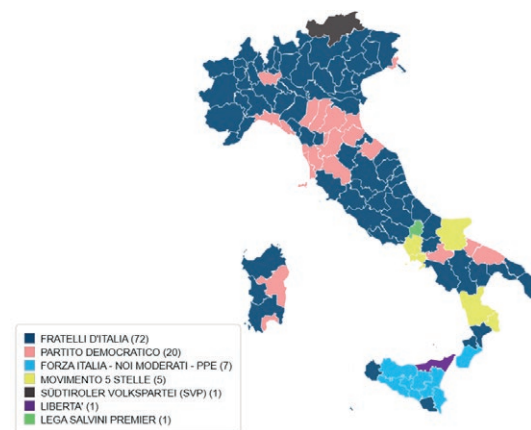 FRATELLI D'ITALIA (72)
PARTITO DEMOCRATICO (20)
FORZA ITALIA - NOI MODERATI - PPE (7)
MOVIMENTO 5 STELLE (5)
SÜDTIROLER VOLKSPARTEI (SVP) (1)
LIBERTA' (1)
LEGA SALVINI PREMIER (1)